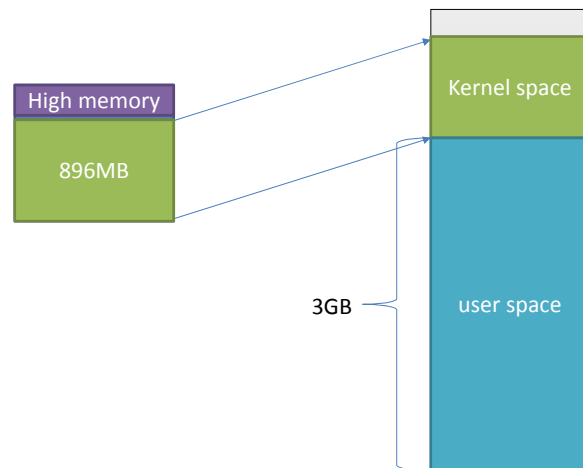 High memory
896MB
Kernel space
3GB
user space